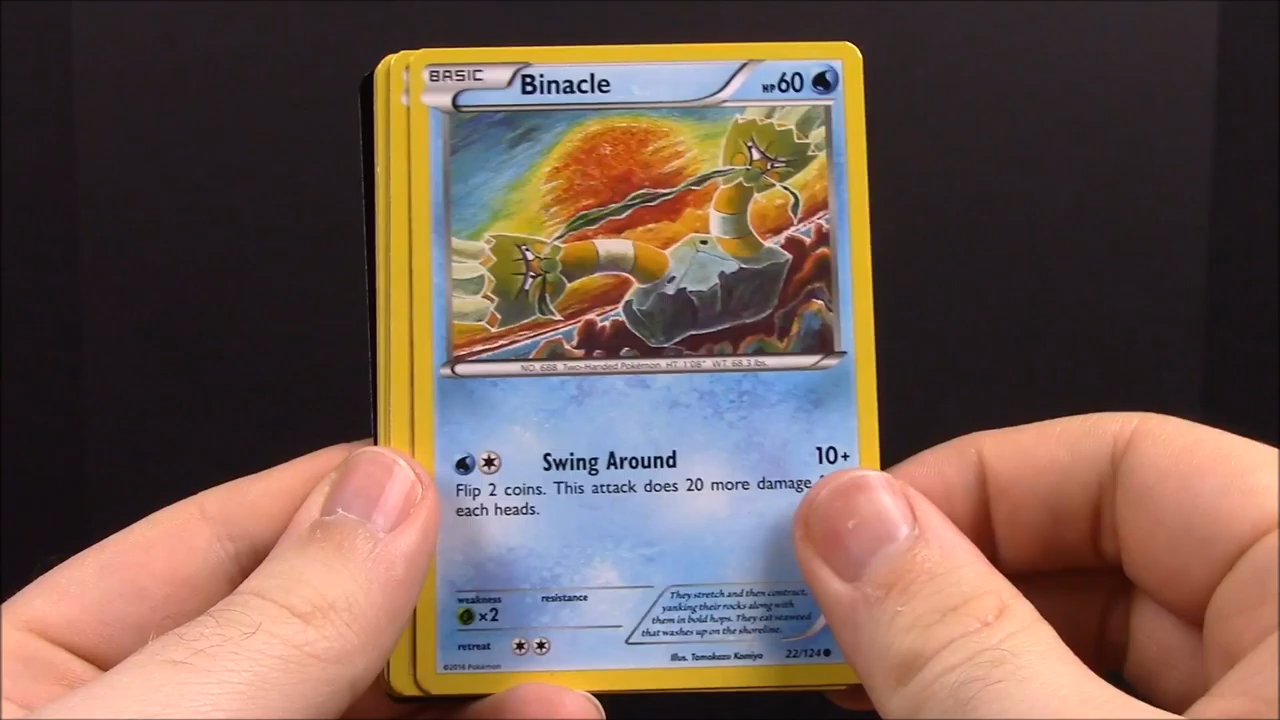 BASIC
Binacle
HP 60
NO. 668 Two-Handed Pokémon HT: 1'08" WT: 68.3 lbs.
Swing Around 10+
Flip 2 coins. This attack does 20 more damage
each heads.
weakness
resistance
×2
They stretch and then contract,
yanking their rocks along with
them in bold hops. They eat seaweed
that washes up on the shoreline.
retreat
©2016 Pokémon
Illus. Tomokazu Komiya
22/124